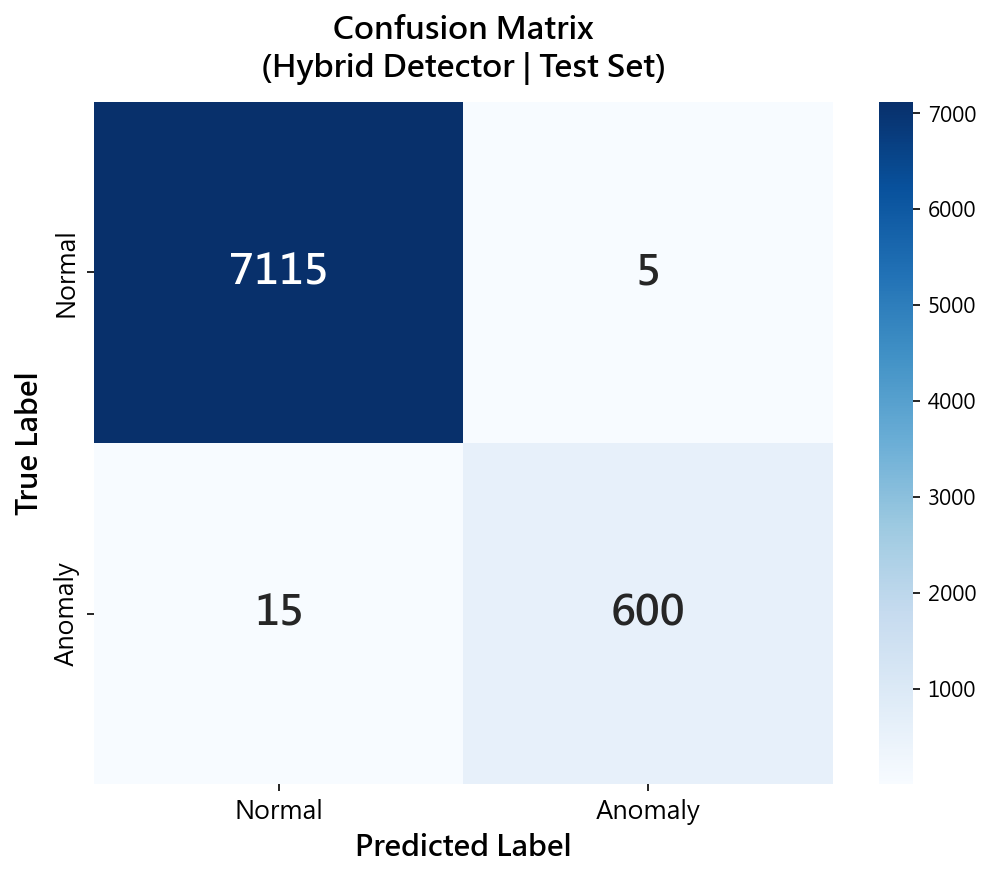 Confusion Matrix
(Hybrid Detector | Test Set)
True Label
Normal
Anomaly
7115
5
15
600
Normal
Anomaly
Predicted Label
7000
6000
5000
4000
3000
2000
1000